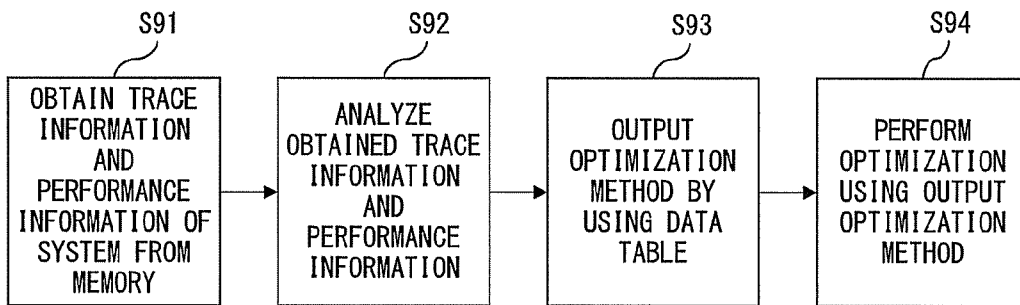 S91
OBTAIN TRACE
INFORMATION
AND
PERFORMANCE
INFORMATION OF
SYSTEM FROM
MEMORY
S92
ANALYZE
OBTAINED TRACE
INFORMATION
AND
PERFORMANCE
INFORMATION
S93
OUTPUT
OPTIMIZATION
METHOD BY
USING DATA
TABLE
S94
PERFORM
OPTIMIZATION
USING OUTPUT
OPTIMIZATION
METHOD